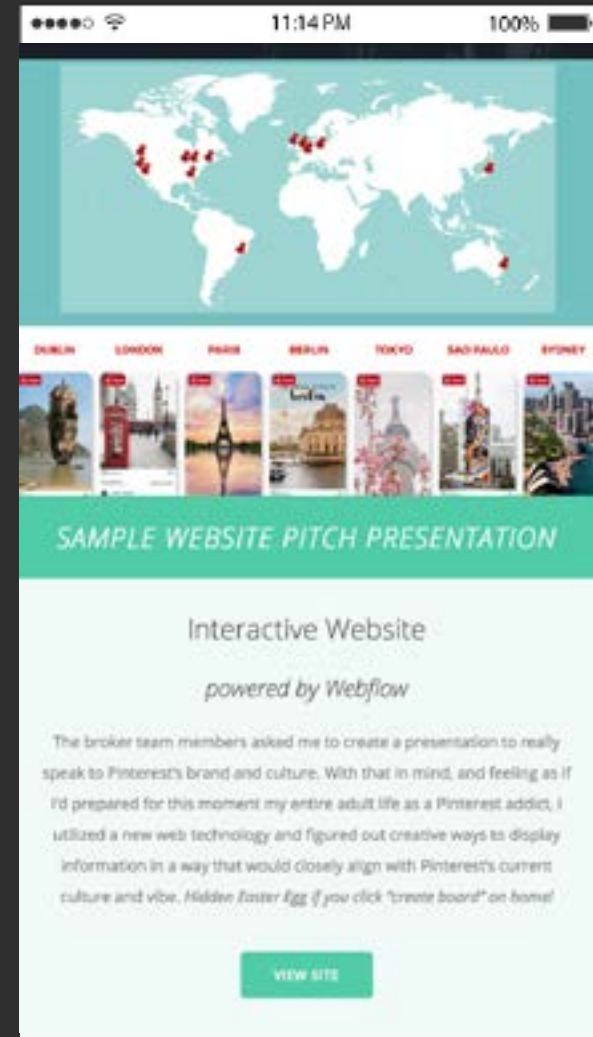 11:14 PM
100%
DUBLIN LONDON PARIS BERLIN TOKYO SAO PAULO SYDNEY
berlin
SAMPLE WEBSITE PITCH PRESENTATION
Interactive Website
powered by Webflow
The broker team members asked me to create a presentation to really
speak to Pinterest's brand and culture. With that in mind, and feeling as if
I'd prepared for this moment my entire adult life as a Pinterest addict, I
utilized a new web technology and figured out creative ways to display
information in a way that would closely align with Pinterest's current
culture and vibe. Hidden Easter Egg if you click "create board" on home!
VIEW SITE